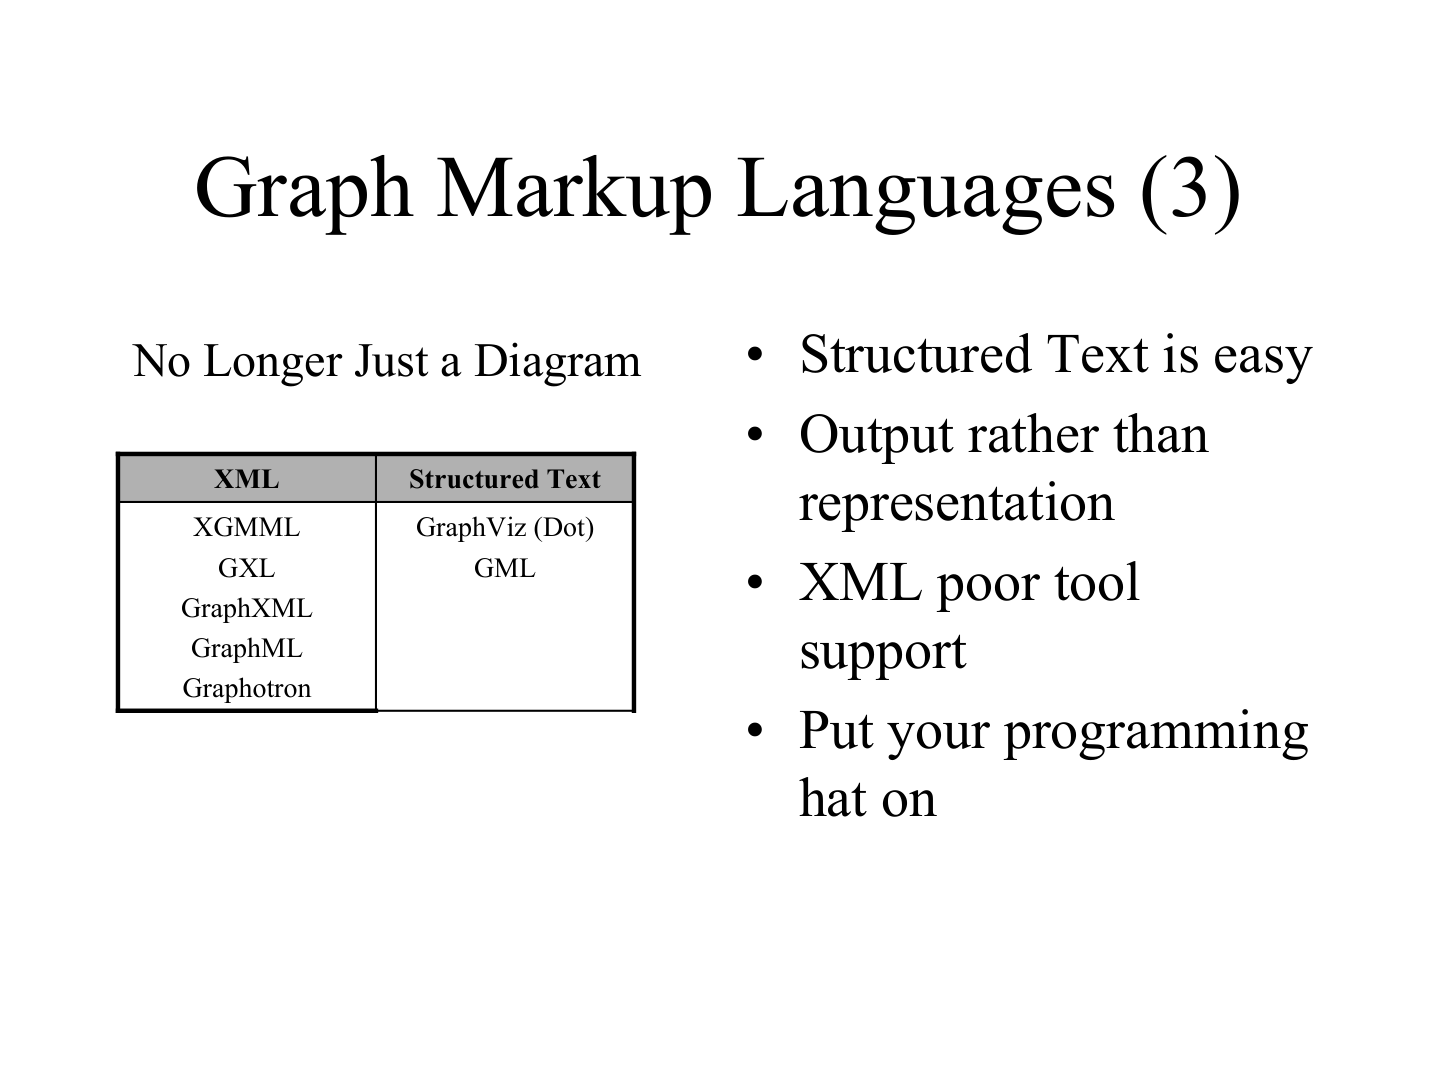 Graph Markup Languages (3)
No Longer Just a Diagram
XML Structured Text
XGMML GraphViz (Dot)
GXL GML
GraphXML
GraphML
Graphotron
• Structured Text is easy
• Output rather than
representation
• XML poor tool
support
• Put your programming
hat on